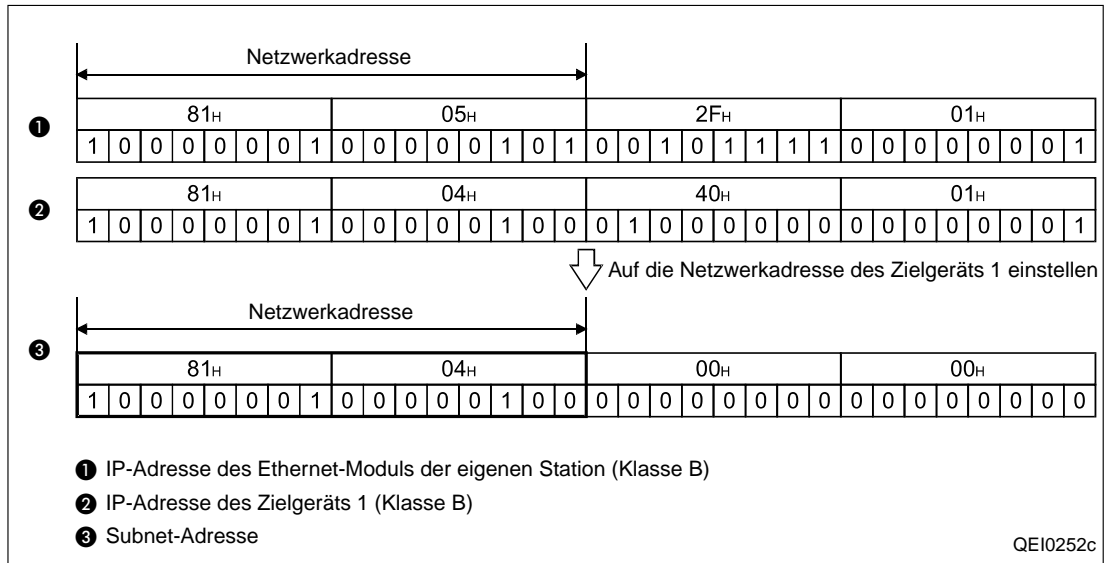 Netzwerkadresse
❶ 81H 05H 2FH 01H
1 0 0 0 0 0 0 1 0 0 0 0 0 1 0 1 0 0 1 0 1 1 1 1 0 0 0 0 0 0 0 1
❷ 81H 04H 40H 01H
1 0 0 0 0 0 0 1 0 0 0 0 0 1 0 0 0 1 0 0 0 0 0 0 0 0 0 0 0 0 0 1
Auf die Netzwerkadresse des Zielgeräts 1 einstellen
Netzwerkadresse
❸ 81H 04H 00H 00H
1 0 0 0 0 0 0 1 0 0 0 0 0 1 0 0 0 0 0 0 0 0 0 0 0 0 0 0 0 0 0 0
❶ IP-Adresse des Ethernet-Moduls der eigenen Station (Klasse B)
❷ IP-Adresse des Zielgeräts 1 (Klasse B)
❸ Subnet-Adresse
QEI0252c